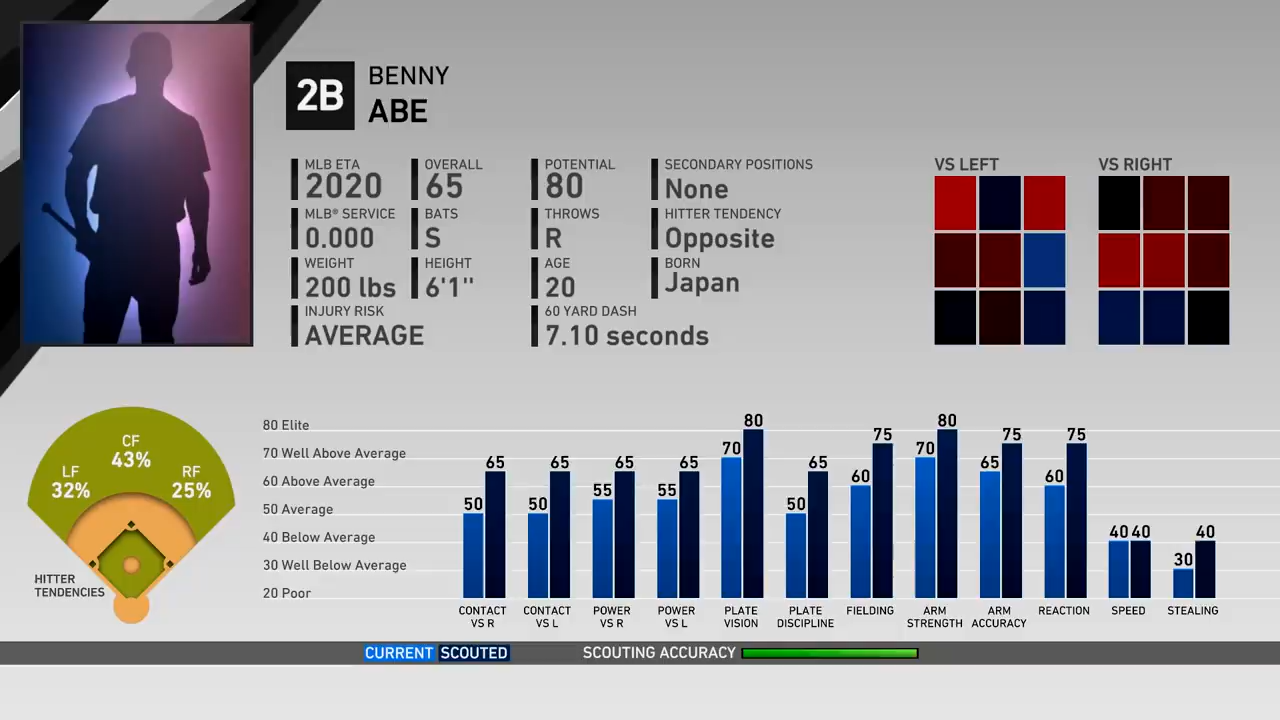 2B
BENNY
ABE
MLB ETA
2020
OVERALL
65
POTENTIAL
80
SECONDARY POSITIONS
None
MLB® SERVICE
0.000
BATS
S
THROWS
R
HITTER TENDENCY
Opposite
WEIGHT
200 lbs
HEIGHT
6'1"
AGE
20
BORN
Japan
INJURY RISK
AVERAGE
60 YARD DASH
7.10 seconds
VS LEFT
VS RIGHT
CF
43%
LF
32%
RF
25%
HITTER
TENDENCIES
80 Elite
70 Well Above Average
60 Above Average
50 Average
40 Below Average
30 Well Below Average
20 Poor
50 65
50 65
55 65
55 65
70 80
50 65
60 75
70 80
65 75
60 75
40 40
30 40
CONTACT
VS R
CONTACT
VS L
POWER
VS R
POWER
VS L
PLATE
VISION
PLATE
DISCIPLINE
FIELDING
ARM
STRENGTH
ARM
ACCURACY
REACTION
SPEED
STEALING
CURRENT SCOUTED
SCOUTING ACCURACY